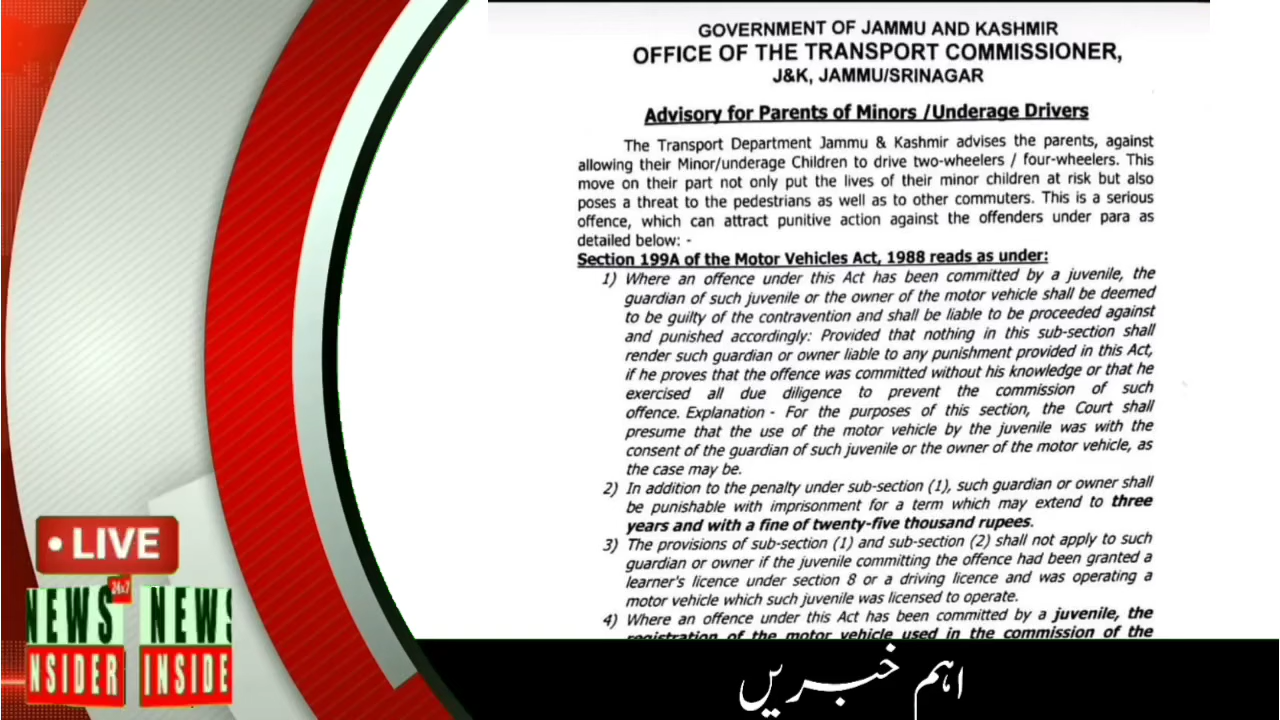 GOVERNMENT OF JAMMU AND KASHMIR
OFFICE OF THE TRANSPORT COMMISSIONER,
J&K, JAMMU/SRINAGAR
Advisory for Parents of Minors /Underage Drivers
The Transport Department Jammu & Kashmir advises the parents, against
allowing their Minor/underage Children to drive two-wheelers / four-wheelers. This
move on their part not only put the lives of their minor children at risk but also
poses a threat to the pedestrians as well as to other commuters. This is a serious
offence, which can attract punitive action against the offenders under para as
detailed below: -
Section 199A of the Motor Vehicles Act, 1988 reads as under:
1) Where an offence under this Act has been committed by a juvenile, the
guardian of such juvenile or the owner of the motor vehicle shall be deemed
to be guilty of the contravention and shall be liable to be proceeded against
and punished accordingly: Provided that nothing in this sub-section shall
render such guardian or owner liable to any punishment provided in this Act,
if he proves that the offence was committed without his knowledge or that he
exercised all due diligence to prevent the commission of such
offence. Explanation - For the purposes of this section, the Court shall
presume that the use of the motor vehicle by the juvenile was with the
consent of the guardian of such juvenile or the owner of the motor vehicle, as
the case may be.
2) In addition to the penalty under sub-section (1), such guardian or owner shall
be punishable with imprisonment for a term which may extend to three
years and with a fine of twenty-five thousand rupees.
3) The provisions of sub-section (1) and sub-section (2) shall not apply to such
guardian or owner if the juvenile committing the offence had been granted a
learner's licence under section 8 or a driving licence and was operating a
motor vehicle which such juvenile was licensed to operate.
4) Where an offence under this Act has been committed by a juvenile, the
registration of the motor vehicle used in the commission of the
LIVE
24x7
NEWS NEWS
NSIDER INSIDE
اہم خبریں